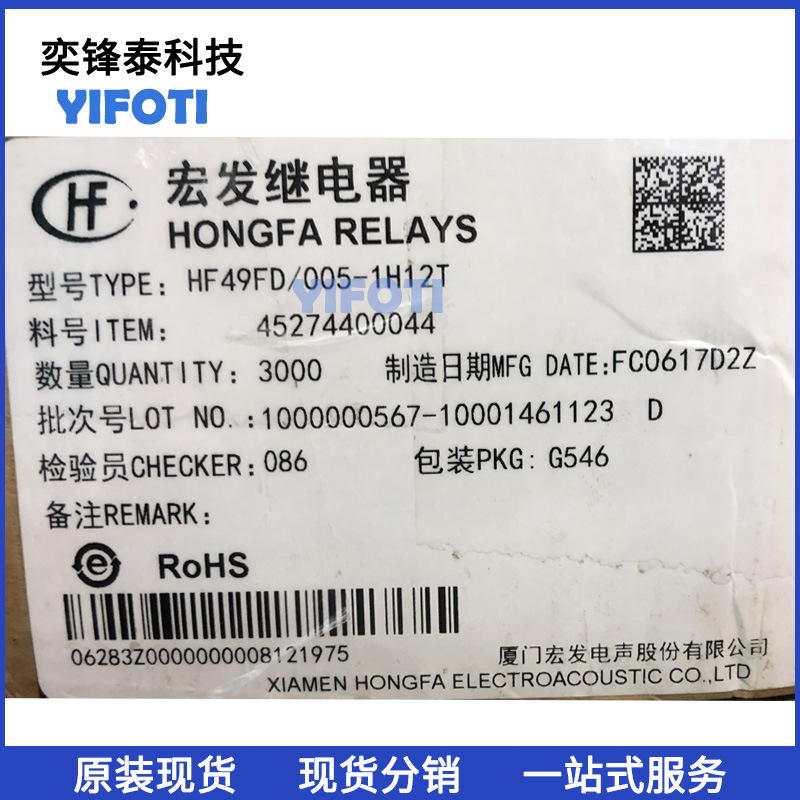 奕锋泰科技
YIFOTI
HF 宏发继电器
HONGFA RELAYS
型号TYPE: HF49FD/005-1H12T
YIFOTI
料号ITEM: 45274400044
数量QUANTITY: 3000 制造日期MFG DATE:FC0617D2Z
批次号LOT NO.:1000000567-10001461123 D
检验员CHECKER:086 包装PKG: G546
备注REMARK:
e RoHS
06283Z0000000008121975
厦门宏发电声股份有限公司
XIAMEN HONGFA ELECTROACOUSTIC CO.,LTD
原装现货 现货分销 一站式服务